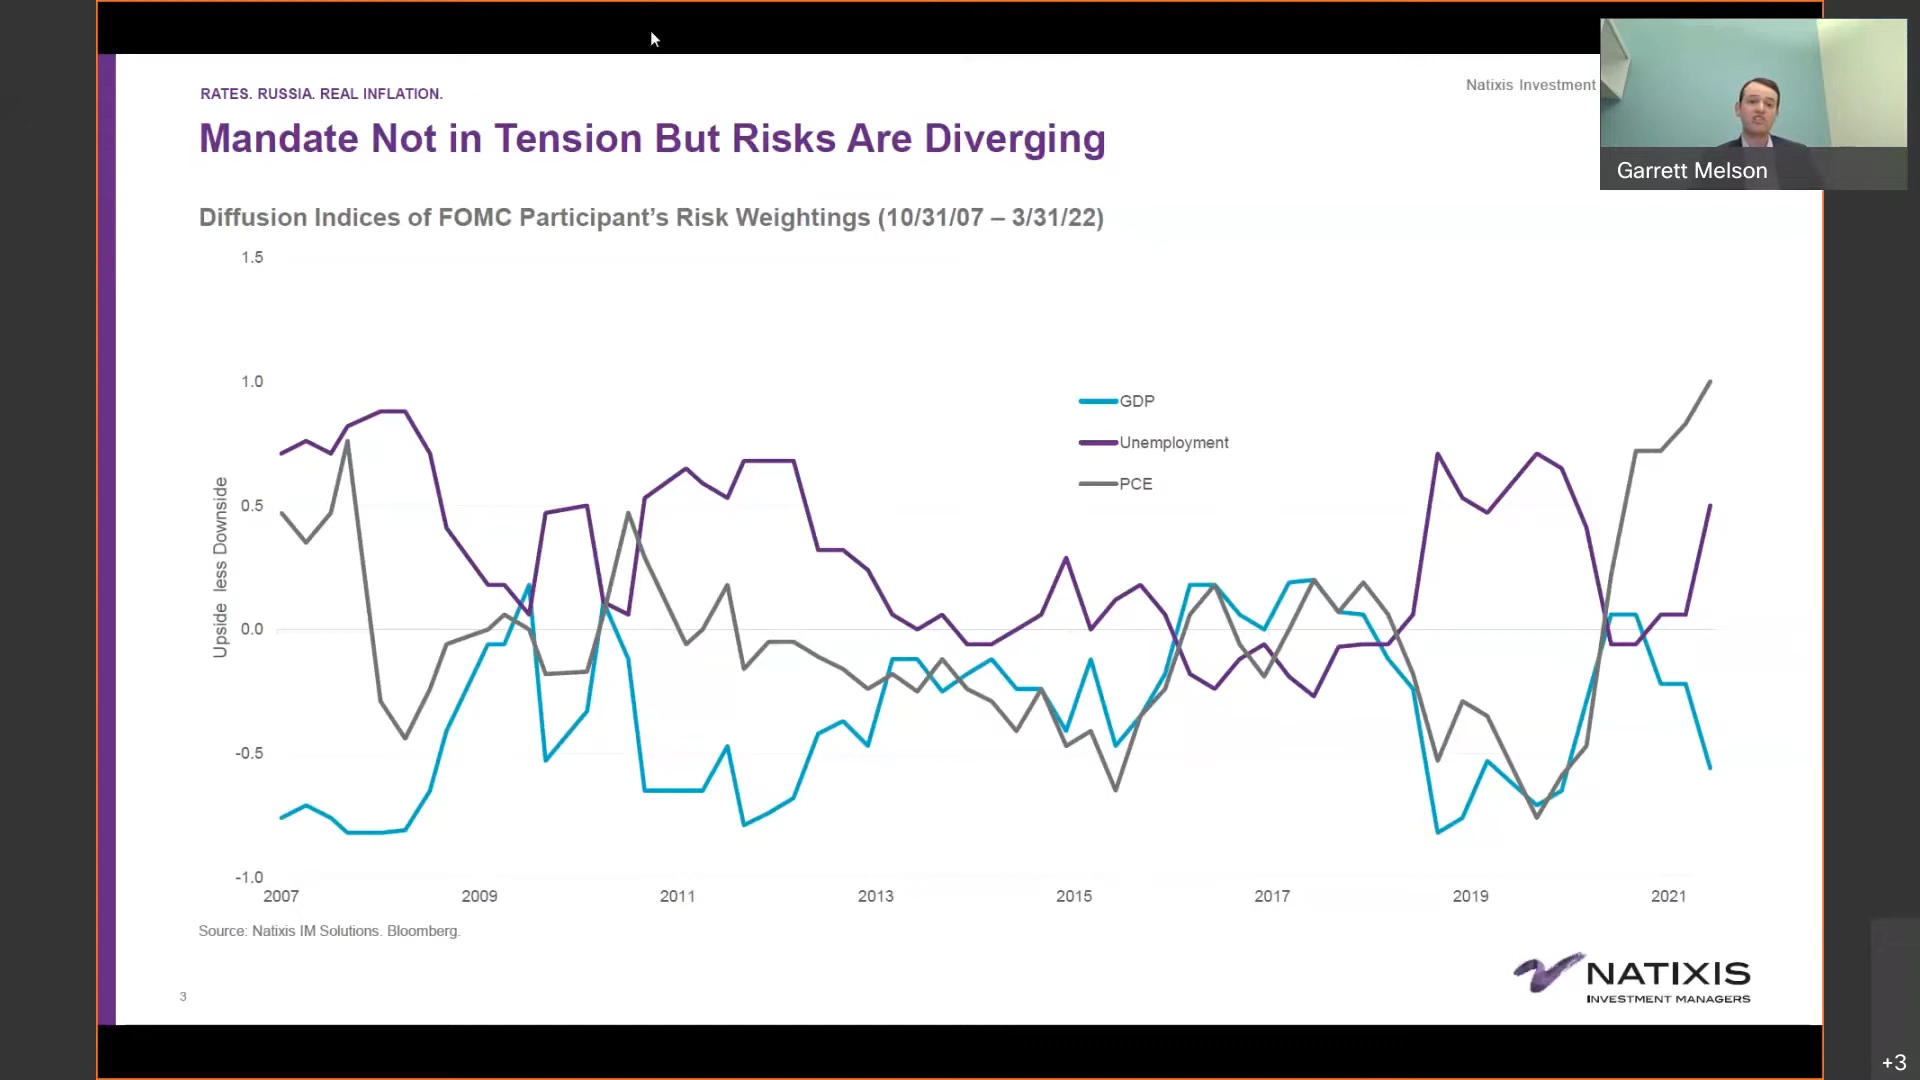 RATES. RUSSIA. REAL INFLATION.
Natixis Investment
Mandate Not in Tension But Risks Are Diverging
Garrett Melson
Diffusion Indices of FOMC Participant's Risk Weightings (10/31/07 – 3/31/22)
1.5
1.0
0.5
0.0
-0.5
-1.0
Upside less Downside
GDP
Unemployment
PCE
2007 2009 2011 2013 2015 2017 2019 2021
Source: Natixis IM Solutions. Bloomberg.
NATIXIS
INVESTMENT MANAGERS
3
+3